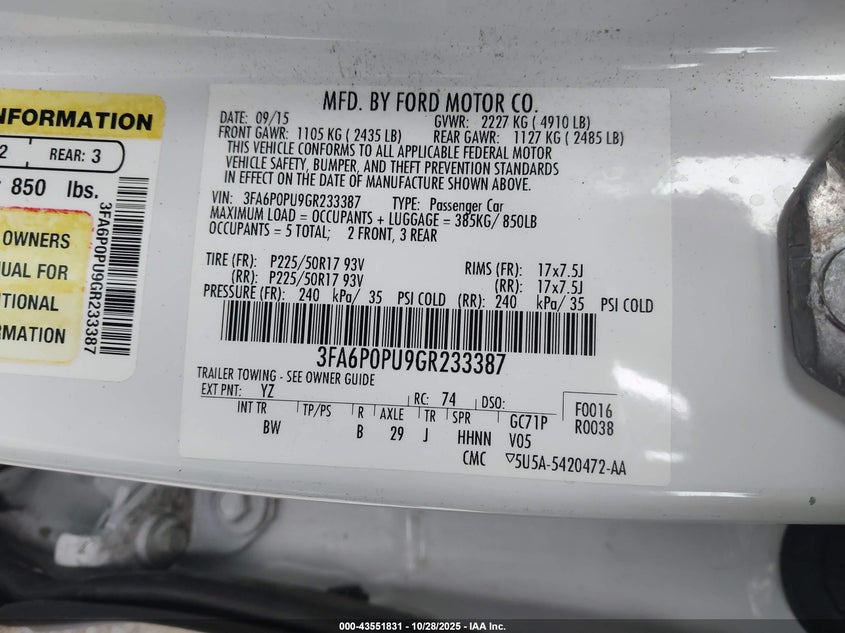 NFORMATION
2 REAR: 3
850 lbs.
OWNERS
NUAL FOR
ITIONAL
RMATION
3FA6P0PU9GR233387
MFD. BY FORD MOTOR CO.
DATE: 09/15 GVWR: 2227 KG ( 4910 LB)
FRONT GAWR: 1105 KG ( 2435 LB) REAR GAWR: 1127 KG ( 2485 LB)
THIS VEHICLE CONFORMS TO ALL APPLICABLE FEDERAL MOTOR
VEHICLE SAFETY, BUMPER, AND THEFT PREVENTION STANDARDS
IN EFFECT ON THE DATE OF MANUFACTURE SHOWN ABOVE.
VIN: 3FA6P0PU9GR233387 TYPE: Passenger Car
MAXIMUM LOAD = OCCUPANTS + LUGGAGE = 385KG/ 850LB
OCCUPANTS = 5 TOTAL; 2 FRONT, 3 REAR
TIRE (FR): P225/50R17 93V RIMS (FR): 17x7.5J
(RR): P225/50R17 93V (RR): 17x7.5J
PRESSURE (FR): 240 kPa/ 35 PSI COLD (RR): 240 kPa/ 35 PSI COLD
3FA6P0PU9GR233387
TRAILER TOWING - SEE OWNER GUIDE
EXT PNT: YZ RC: 74 DSO:
INT TR TP/PS R AXLE TR SPR GC71P F0016
BW B 29 J HHNN V05 R0038
CMC 5U5A-5420472-AA
000-43551831 - 10/28/2025 - IAA Inc.